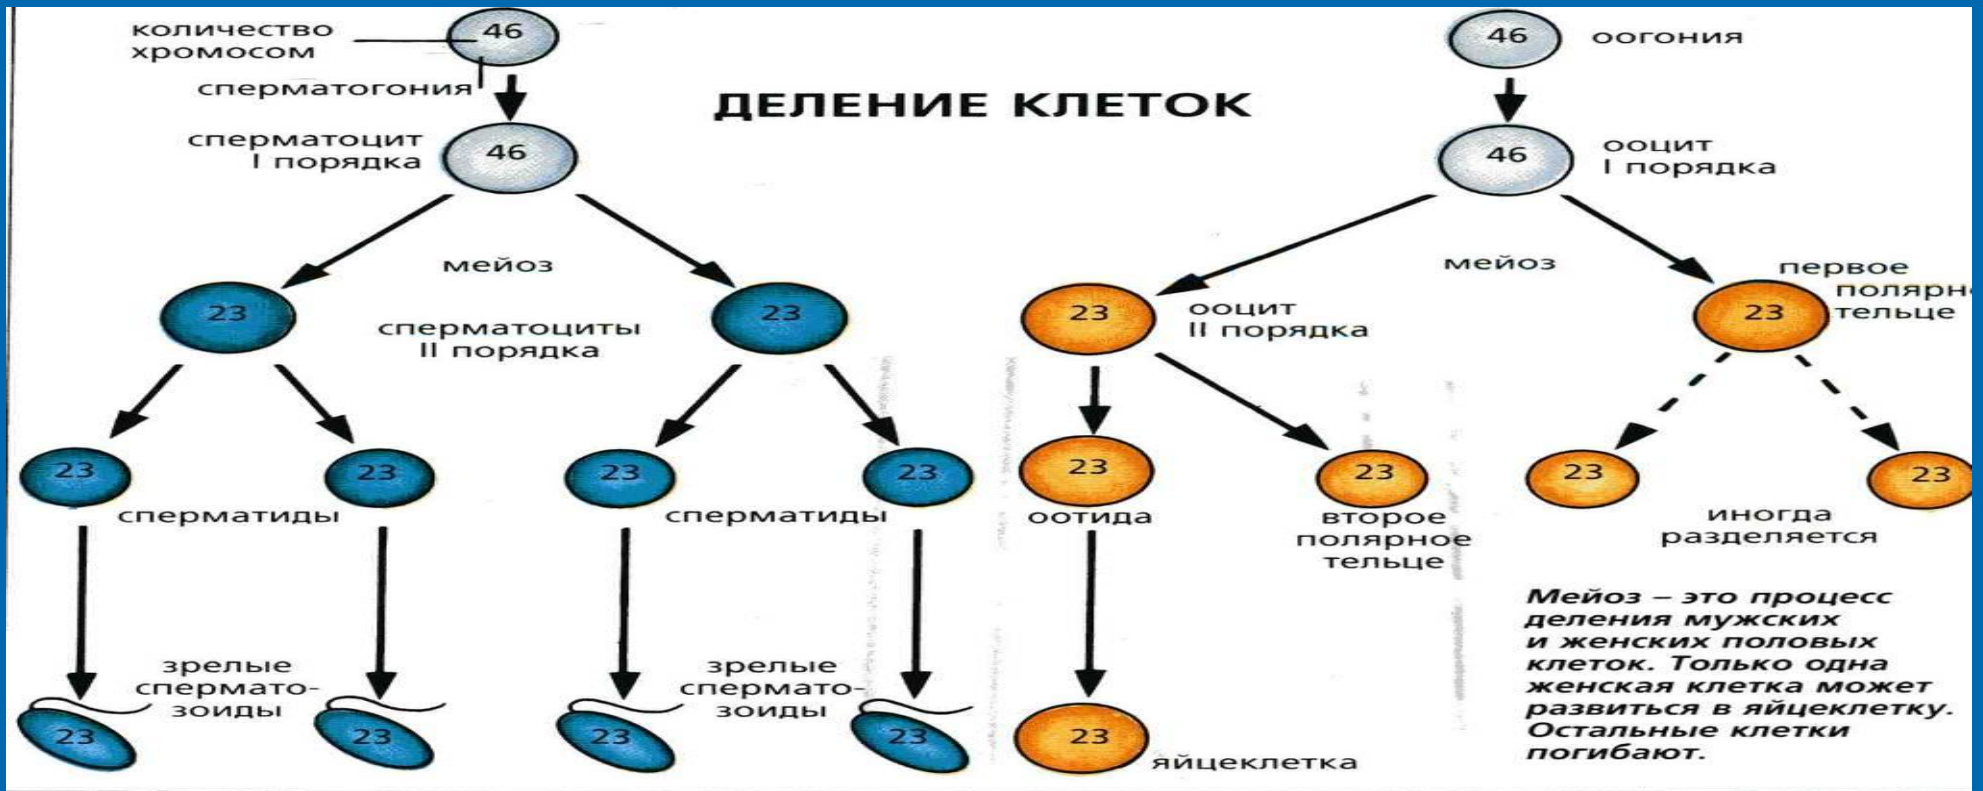 количество
хромосом
46
сперматогония
ДЕЛЕНИЕ КЛЕТОК
46
оогония
сперматоцит
I порядка
46
46
ооцит
I порядка
мейоз
мейоз
первое
тельце
23
сперматоциты
II порядка
23
23
ооцит
II порядка
23
23
23
23
23
23
23
23
23
сперматиды
сперматиды
оотида
второе
полярное
тельце
иногда
разделяется
зрелые
спермато-
зоиды
зрелые
спермато-
зоиды
23
23
23
23
23
яйцеклетка
Мейоз – это процесс
деления мужских
и женских половых
клеток. Только одна
женская клетка может
развиться в яйцеклетку.
Остальные клетки
погибают.